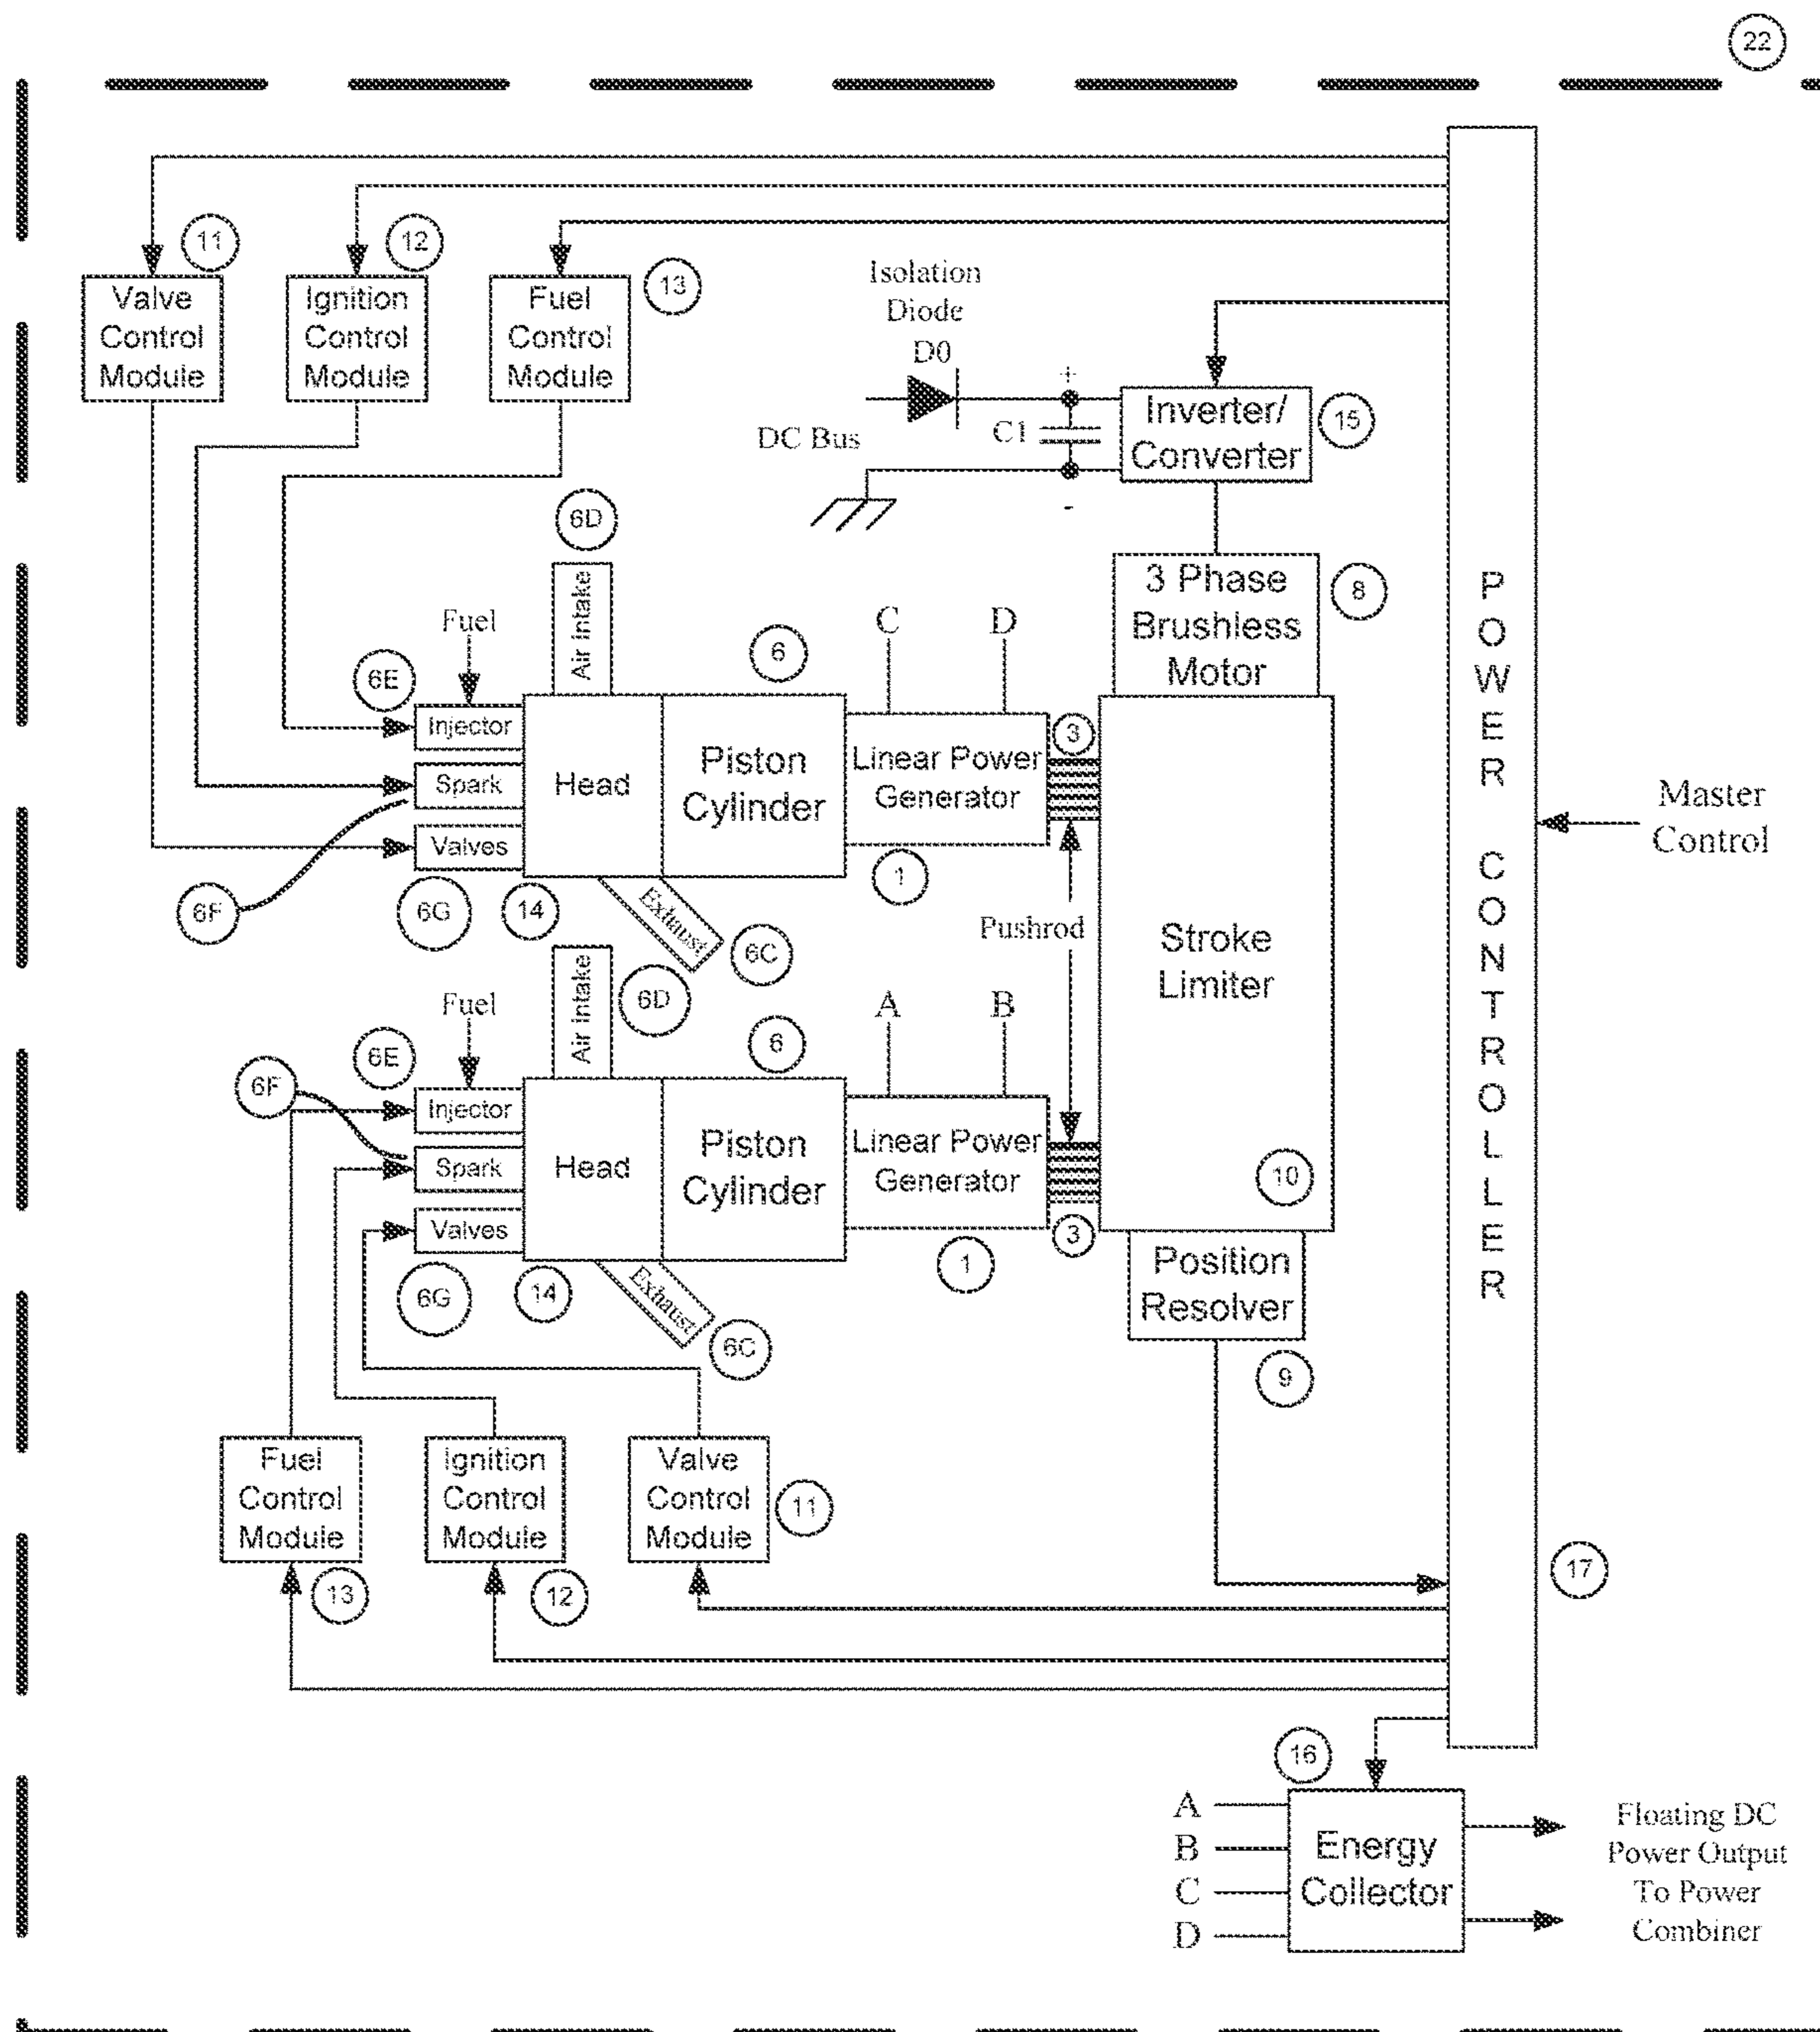 22
11
12
13
Valve
Control
Module
Ignition
Control
Module
Fuel
Control
Module
Isolation
Diode
D0
+
DC Bus
C1
-
Inverter/
Converter
15
6D
Air Intake
Fuel
6E
Injector
Spark
Valves
6F
6G
14
Head
6
Piston
Cylinder
Exhaust
6C
C
D
Linear Power
Generator
1
3
3 Phase
Brushless
Motor
8
Pushrod
Stroke
Limiter
10
POWER CONTROLLER
Master
Control
6D
Air Intake
Fuel
6E
6F
Injector
Spark
Valves
6G
14
Head
6
Piston
Cylinder
Exhaust
6C
A
B
Linear Power
Generator
1
3
Position
Resolver
9
Fuel
Control
Module
13
Ignition
Control
Module
12
Valve
Control
Module
11
17
16
A
B
C
D
Energy
Collector
Floating DC
Power Output
To Power
Combiner